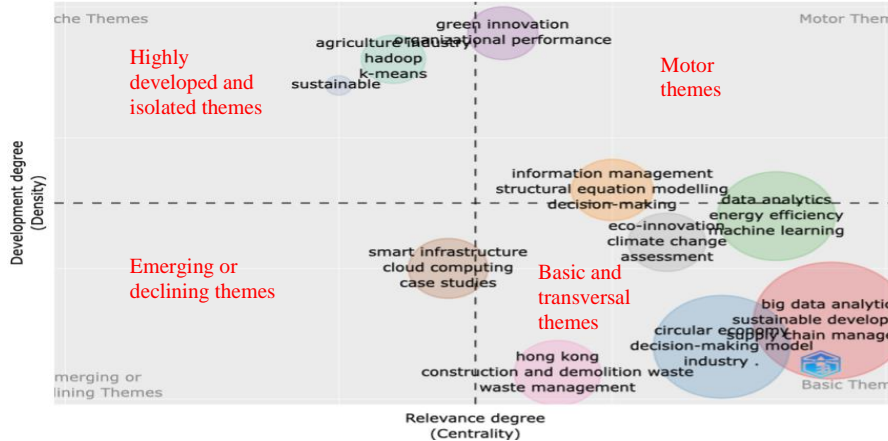 che Themes
Motor Them
green innovation
organizational performance
agriculture industry
hadoop
k-means
sustainable
Highly
developed and
isolated themes
Motor
themes
Development degree
(Density)
information management
structural equation modelling
decision-making
data analytics
energy efficiency
machine learning
eco-innovation
climate change
assessment
smart infrastructure
cloud computing
case studies
Emerging or
declining themes
Basic and
transversal
themes
big data analytic
sustainable develop
supply chain manage
circular economy
decision-making model
industry .
hong kong
construction and demolition waste
waste management
merging or
lining Themes
Basic Them
Relevance degree
(Centrality)